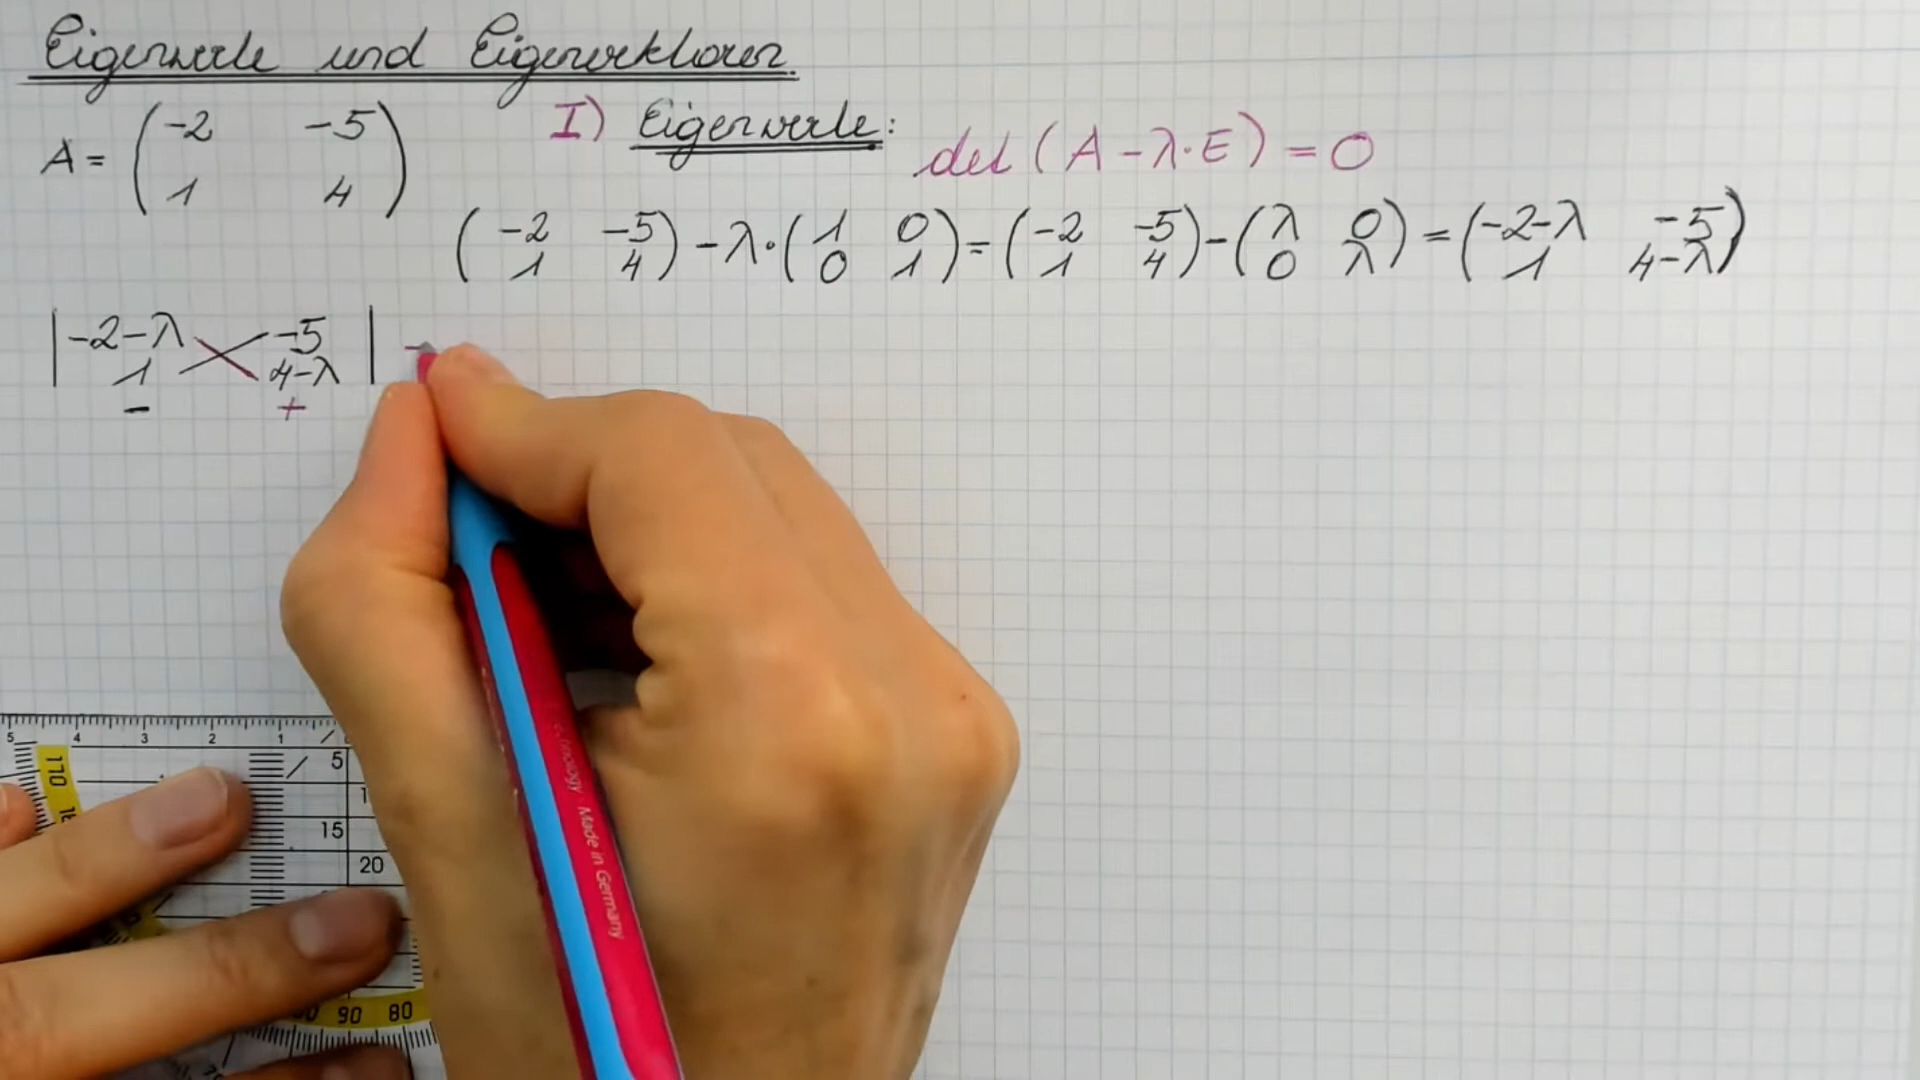 Eigenwerte und Eigenvektoren
A = ( -2 -5 ) I) Eigenwerte: det (A - λ·E) = 0
( 1 4 )
( -2 -5 ) - λ · ( 1 0 ) = ( -2 -5 ) - ( λ 0 ) = ( -2-λ -5 )
( 1 4 ) ( 0 1 ) ( 1 4 ) ( 0 λ ) ( 1 4-λ )
| -2-λ -5 |
| 1 4-λ |
- +
5 4 3 2 1
5
170
15
20
90 80
Made in Germany